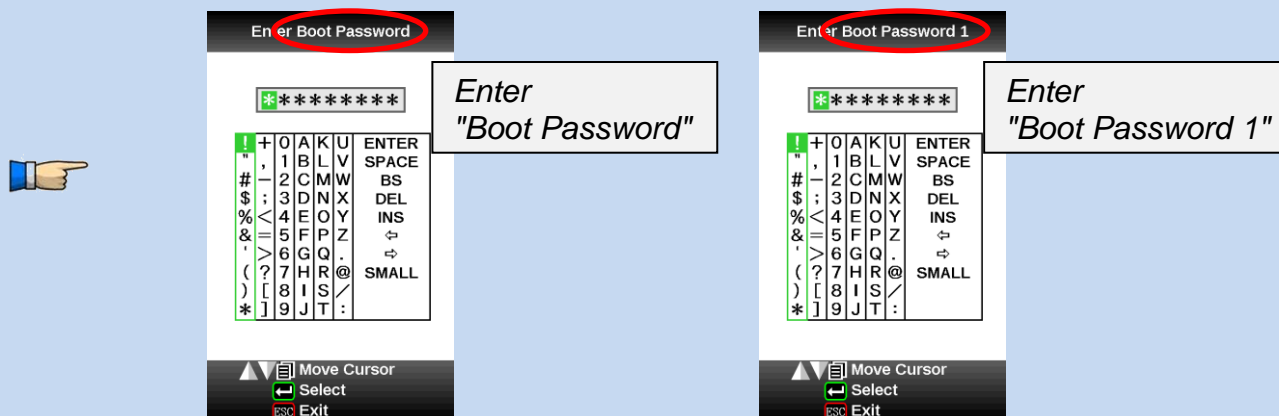 Enter Boot Password
*********
Enter
"Boot Password"
! + 0 A K U ENTER
" , 1 B L V SPACE
# − 2 C M W BS
$ ; 3 D N X DEL
% < 4 E O Y INS
& = 5 F P Z ⇦
' > 6 G Q . ⇨
( ? 7 H R @ SMALL
) [ 8 I S /
* ] 9 J T :
Move Cursor
Select
ESC Exit
Enter Boot Password 1
*********
Enter
"Boot Password 1"
! + 0 A K U ENTER
" , 1 B L V SPACE
# − 2 C M W BS
$ ; 3 D N X DEL
% < 4 E O Y INS
& = 5 F P Z ⇦
' > 6 G Q . ⇨
( ? 7 H R @ SMALL
) [ 8 I S /
* ] 9 J T :
Move Cursor
Select
ESC Exit